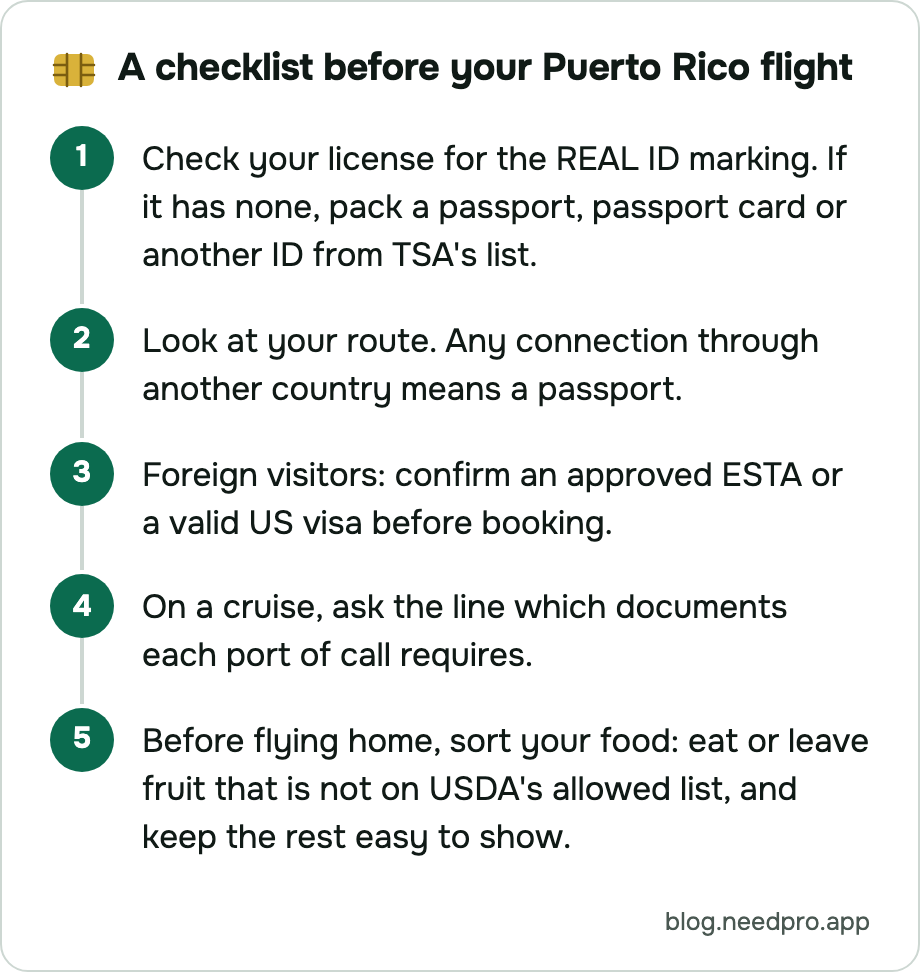 A checklist before your Puerto Rico flight
1
Check your license for the REAL ID marking. If
it has none, pack a passport, passport card or
another ID from TSA's list.
2
Look at your route. Any connection through
another country means a passport.
3
Foreign visitors: confirm an approved ESTA or
a valid US visa before booking.
4
On a cruise, ask the line which documents
each port of call requires.
5
Before flying home, sort your food: eat or leave
fruit that is not on USDA's allowed list, and
keep the rest easy to show.
blog.needpro.app